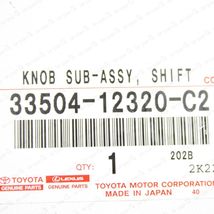 KNOB SUB-ASSY, SHIFT
33504-12320-C2
TOYOTA
GENUINE PARTS
LEXUS
GENUINE PARTS
QTY:
1
202B
2K22
TOYOTA MOTOR CORPORATION
MADE IN JAPAN 40